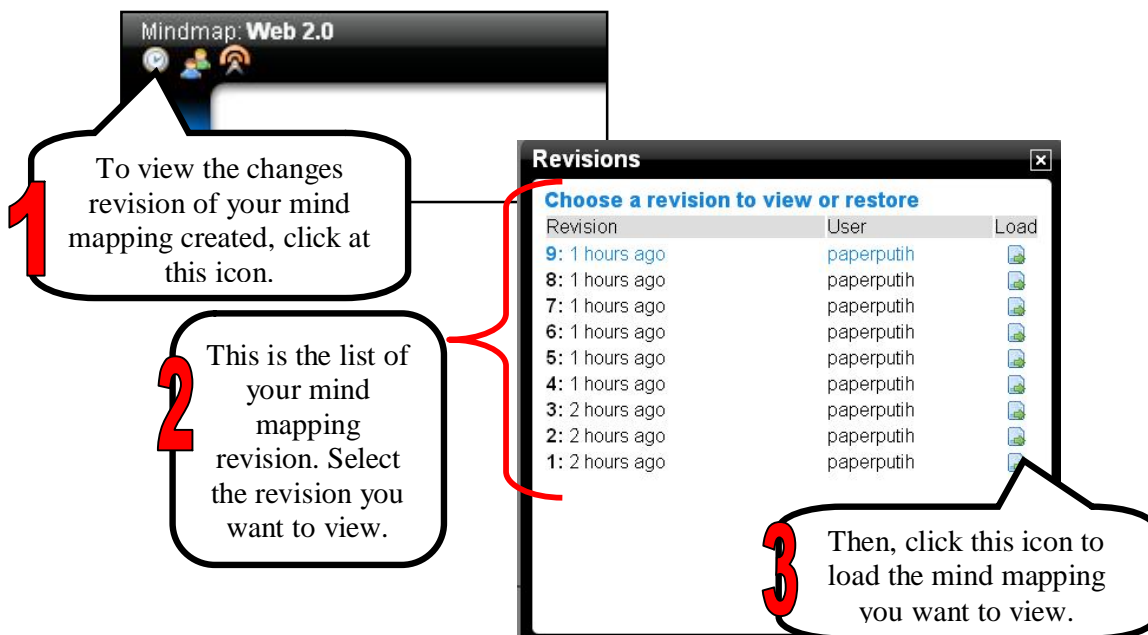 Mindmap: Web 2.0
1
To view the changes
revision of your mind
mapping created, click at
this icon.
2
This is the list of
your mind
mapping
revision. Select
the revision you
want to view.
Revisions
Choose a revision to view or restore
Revision User Load
9: 1 hours ago paperputih
8: 1 hours ago paperputih
7: 1 hours ago paperputih
6: 1 hours ago paperputih
5: 1 hours ago paperputih
4: 1 hours ago paperputih
3: 2 hours ago paperputih
2: 2 hours ago paperputih
1: 2 hours ago paperputih
3
Then, click this icon to
load the mind mapping
you want to view.